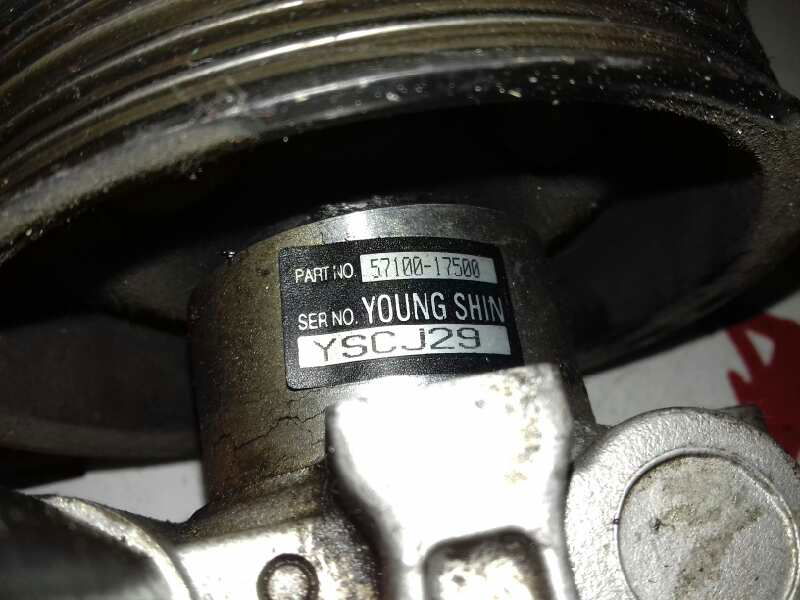 PART NO. 57100-17500
SER NO. YOUNG SHIN
YSCJ29